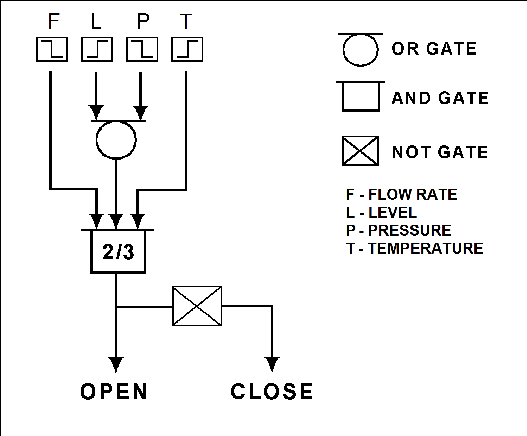 F L P T
OR GATE
AND GATE
NOT GATE
F - FLOW RATE
L - LEVEL
P - PRESSURE
T - TEMPERATURE
2/3
OPEN CLOSE